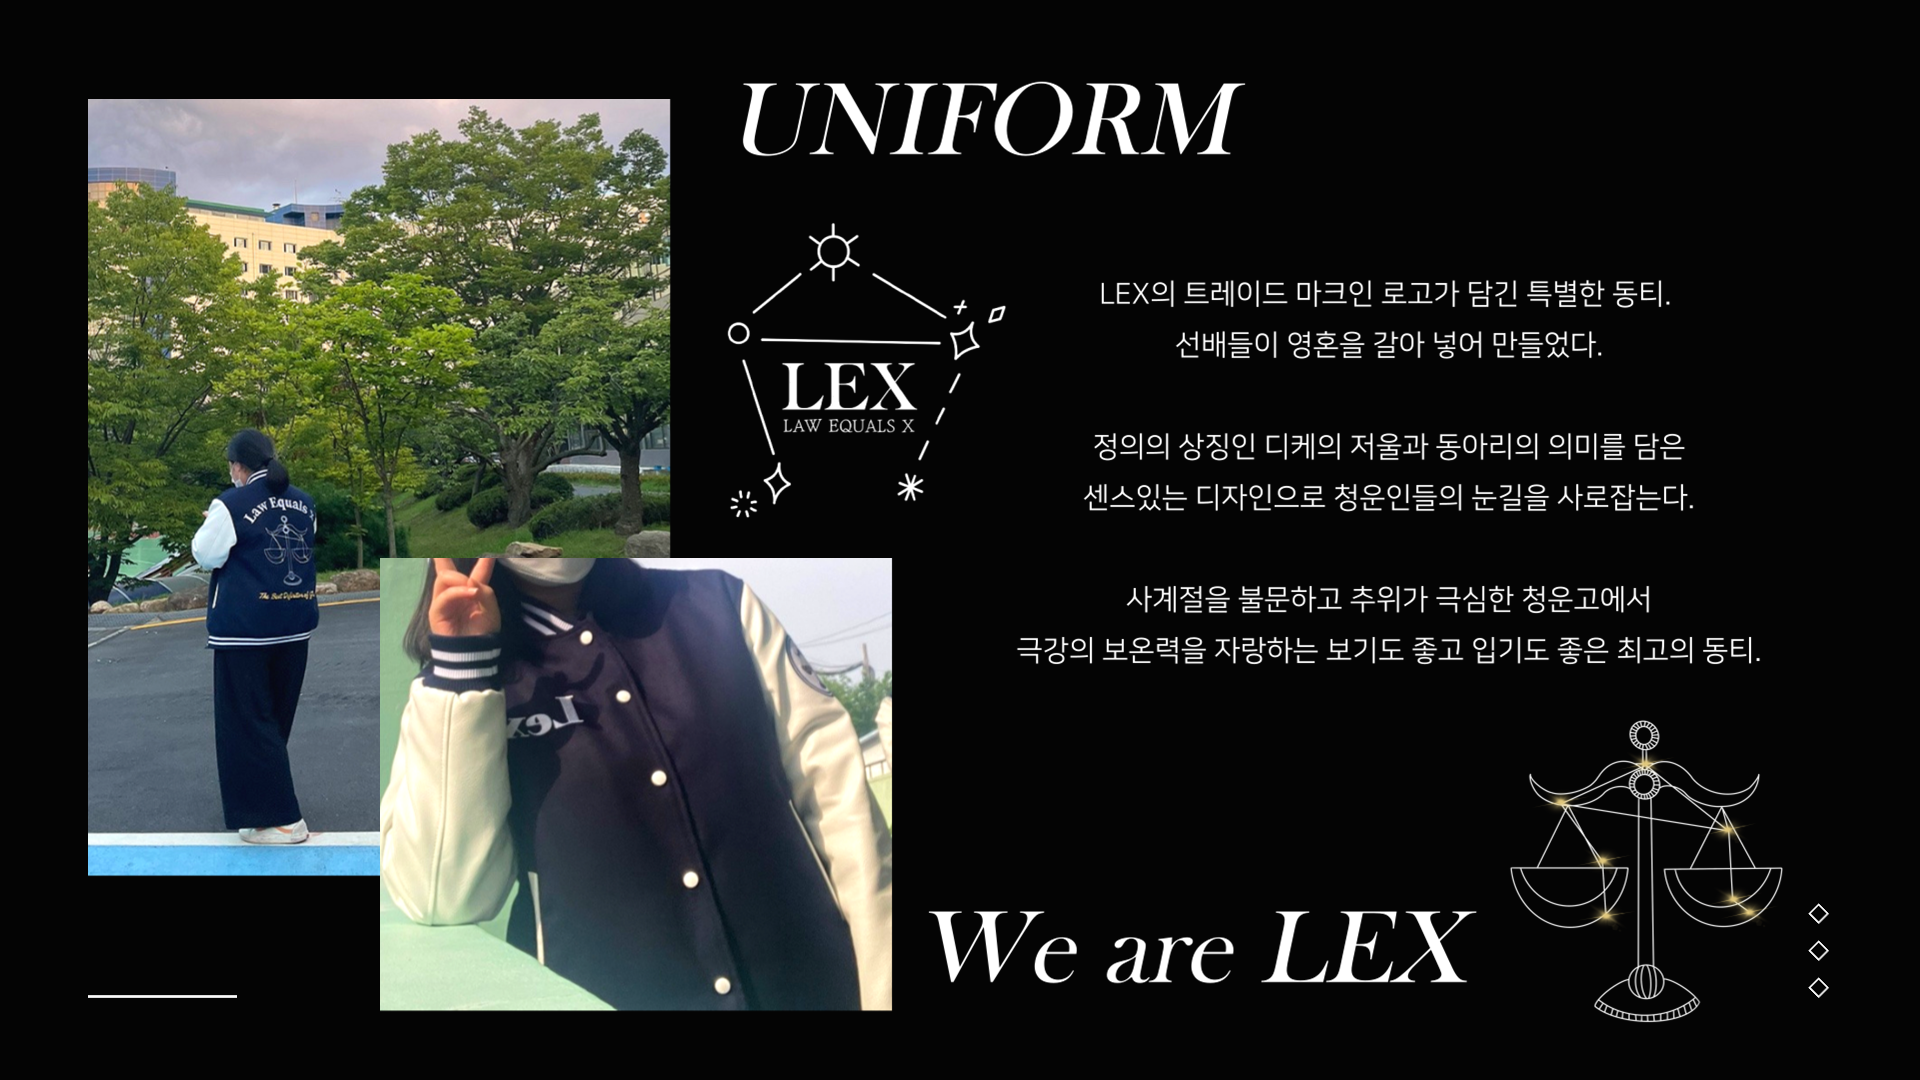 UNIFORM
LEX
LAW EQUALS X
LEX의 트레이드 마크인 로고가 담긴 특별한 동티.
선배들이 영혼을 갈아 넣어 만들었다.
정의의 상징인 디케의 저울과 동아리의 의미를 담은
센스있는 디자인으로 청운인들의 눈길을 사로잡는다.
사계절을 불문하고 추위가 극심한 청운고에서
극강의 보온력을 자랑하는 보기도 좋고 입기도 좋은 최고의 동티.
Law Equals
The Best Definition of
Lex
We are LEX